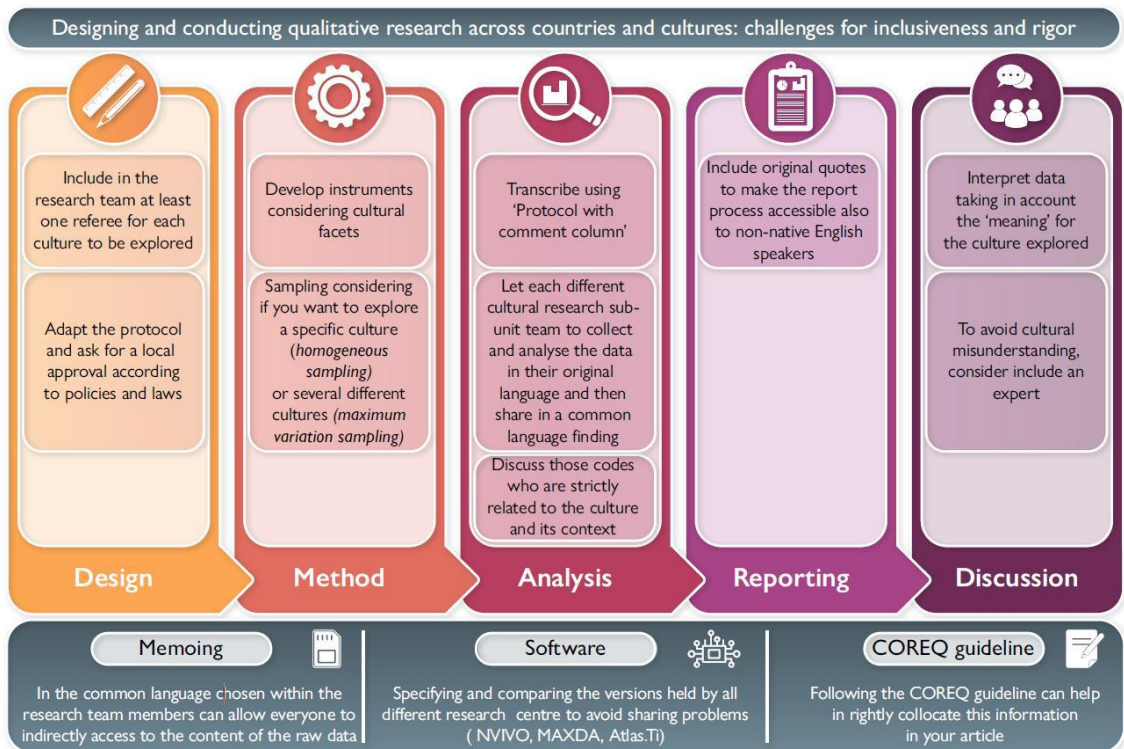 Designing and conducting qualitative research across countries and cultures: challenges for inclusiveness and rigor
Include in the
research team at least
one referee for each
culture to be explored
Adapt the protocol
and ask for a local
approval according
to policies and laws
Design
Develop instruments
considering cultural
facets
Sampling considering
if you want to explore
a specific culture
(homogeneous
sampling)
or several different
cultures (maximum
variation sampling)
Method
Transcribe using
‘Protocol with
comment column’
Let each different
cultural research sub-
unit team to collect
and analyse the data
in their original
language and then
share in a common
language finding
Discuss those codes
who are strictly
related to the culture
and its context
Analysis
Include original quotes
to make the report
process accessible also
to non-native English
speakers
Reporting
Interpret data
taking in account
the ‘meaning’ for
the culture explored
To avoid cultural
misunderstanding,
consider include an
expert
Discussion
Memoing
In the common language chosen within the
research team members can allow everyone to
indirectly access to the content of the raw data
Software
Specifying and comparing the versions held by all
different research centre to avoid sharing problems
( NVIVO, MAXDA, Atlas.Ti)
COREQ guideline
Following the COREQ guideline can help
in rightly collocate this information
in your article